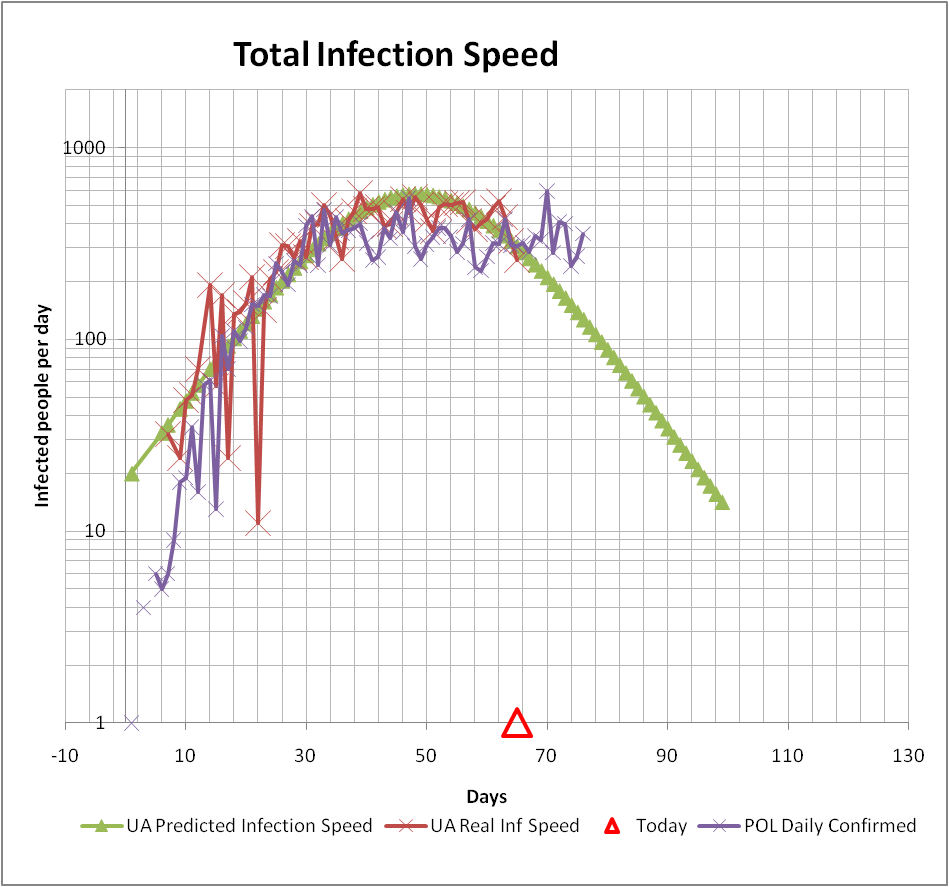 Total Infection Speed
1000
100
10
1
Infected people per day
-10 10 30 50 70 90 110 130
Days
UA Predicted Infection Speed UA Real Inf Speed Today POL Daily Confirmed